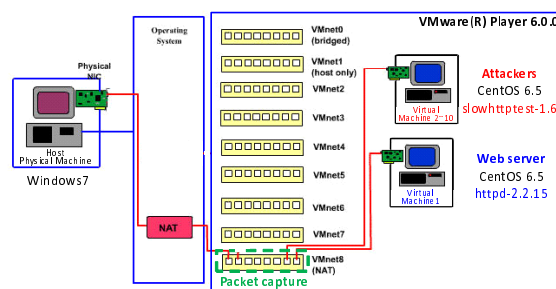 VMware(R) Player 6.0.0
Operating
System
VMnet0
(bridged)
VMnet1
(host only)
VMnet2
VMnet3
VMnet4
VMnet5
VMnet6
VMnet7
VMnet8
(NAT)
Packet capture
Physical
NIC
Host
Physical Machine
Windows7
NAT
Virtual
Machine 2~10
Attackers
CentOS 6.5
slowhttptest-1.6
Virtual
Machine1
Web server
CentOS 6.5
httpd-2.2.15